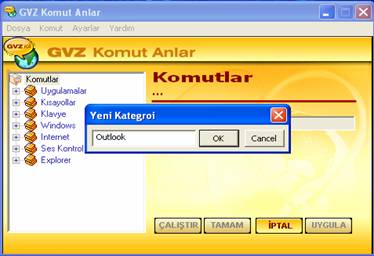 GVZ Komut Anlar
Dosya Komut Ayarlar Yardım
GVZ GVZ Komut Anlar
Komutlar
Uygulamalar
Kısayollar
Klavye
Windows
Internet
Ses Kontrol
Explorer
Komutlar
...
Yeni Kategroi
Outlook OK Cancel
ÇALIŞTIR TAMAM İPTAL UYGULA